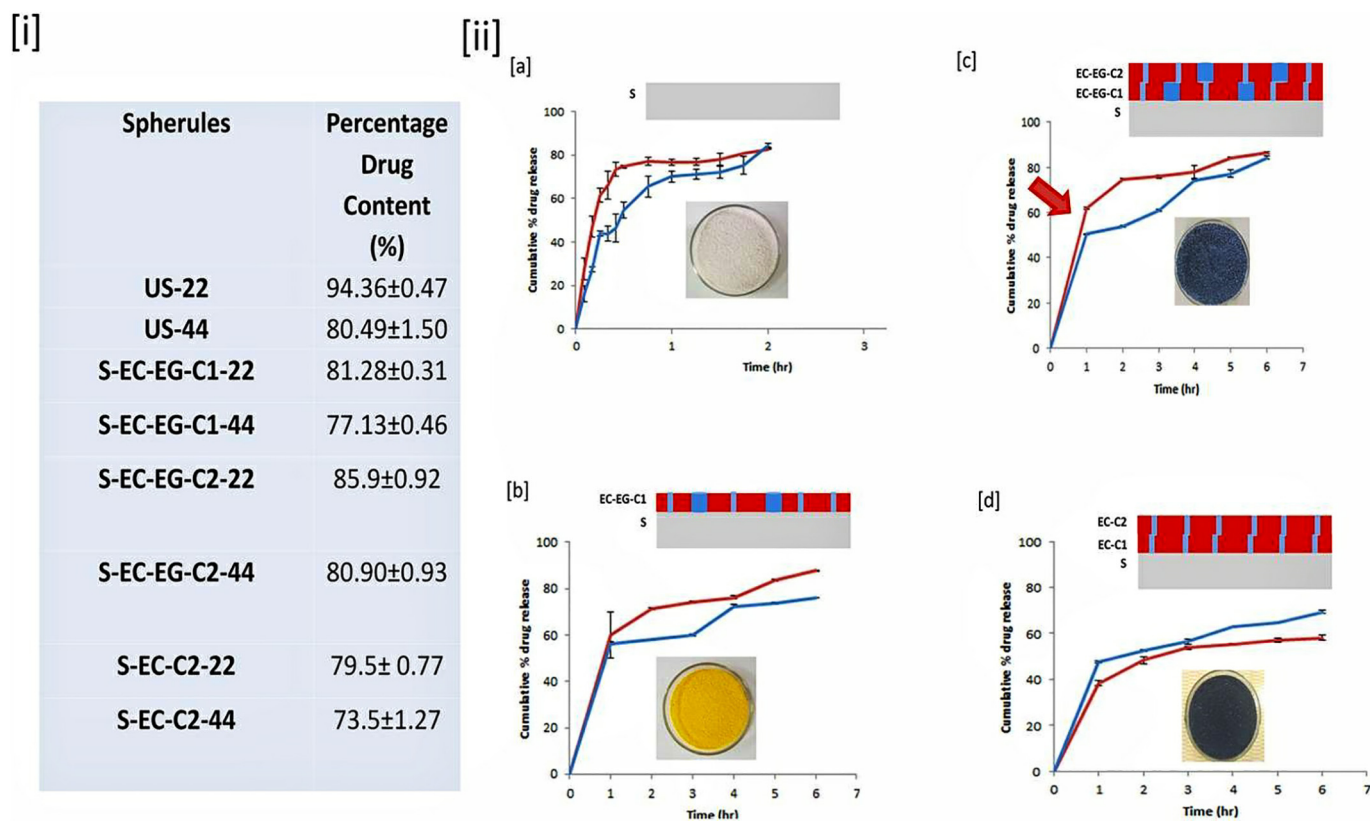 [i]
Spherules Percentage
Drug
Content
(%)
US-22 94.36±0.47
US-44 80.49±1.50
S-EC-EG-C1-22 81.28±0.31
S-EC-EG-C1-44 77.13±0.46
S-EC-EG-C2-22 85.9±0.92
S-EC-EG-C2-44 80.90±0.93
S-EC-C2-22 79.5± 0.77
S-EC-C2-44 73.5±1.27
[ii]
[a]
S
Cumulative % drug release
100
80
60
40
20
0
0 1 2 3
Time (hr)
[c]
EC-EG-C2
EC-EG-C1
S
Cumulative % drug release
100
80
60
40
20
0
0 1 2 3 4 5 6 7
Time (hr)
[b]
EC-EG-C1
S
Cumulative % drug release
100
80
60
40
20
0
0 1 2 3 4 5 6 7
Time (hr)
[d]
EC-C2
EC-C1
S
Cumulative % drug release
100
80
60
40
20
0
0 1 2 3 4 5 6 7
Time (hr)